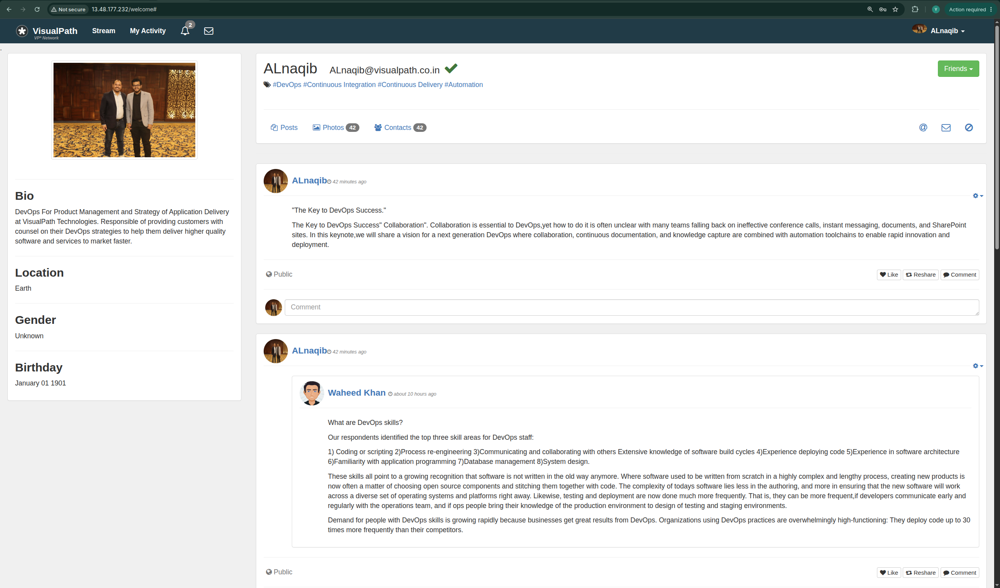 Not secure 13.48.177.232/welcome# Y Action required
VisualPath Stream My Activity 2 ALnaqib
VP* Network
.
ALnaqib ALnaqib@visualpath.co.in Friends
#DevOps #Continuous Integration #Continuous Delivery #Automation
Posts Photos 42 Contacts 42 @
Bio
DevOps For Product Management and Strategy of Application Delivery
at VisualPath Technologies. Responsible of providing customers with
counsel on their DevOps strategies to help them deliver higher quality
software and services to market faster.
Location
Earth
Gender
Unknown
Birthday
January 01 1901
ALnaqib 42 minutes ago
"The Key to DevOps Success."
The Key to DevOps Success" Collaboration". Collaboration is essential to DevOps,yet how to do it is often unclear with many teams falling back on ineffective conference calls, instant messaging, documents, and SharePoint
sites. In this keynote,we will share a vision for a next generation DevOps where collaboration, continuous documentation, and knowledge capture are combined with automation toolchains to enable rapid innovation and
deployment.
Public Like Reshare Comment
Comment
ALnaqib 42 minutes ago
Waheed Khan about 10 hours ago
What are DevOps skills?
Our respondents identified the top three skill areas for DevOps staff:
1) Coding or scripting 2)Process re-engineering 3)Communicating and collaborating with others Extensive knowledge of software build cycles 4)Experience deploying code 5)Experience in software architecture
6)Familiarity with application programming 7)Database management 8)System design.
These skills all point to a growing recognition that software is not written in the old way anymore. Where software used to be written from scratch in a highly complex and lengthy process, creating new products is
now often a matter of choosing open source components and stitching them together with code. The complexity of todays software lies less in the authoring, and more in ensuring that the new software will work
across a diverse set of operating systems and platforms right away. Likewise, testing and deployment are now done much more frequently. That is, they can be more frequent,if developers communicate early and
regularly with the operations team, and if ops people bring their knowledge of the production environment to design of testing and staging environments.
Demand for people with DevOps skills is growing rapidly because businesses get great results from DevOps. Organizations using DevOps practices are overwhelmingly high-functioning: They deploy code up to 30
times more frequently than their competitors.
Public Like Reshare Comment